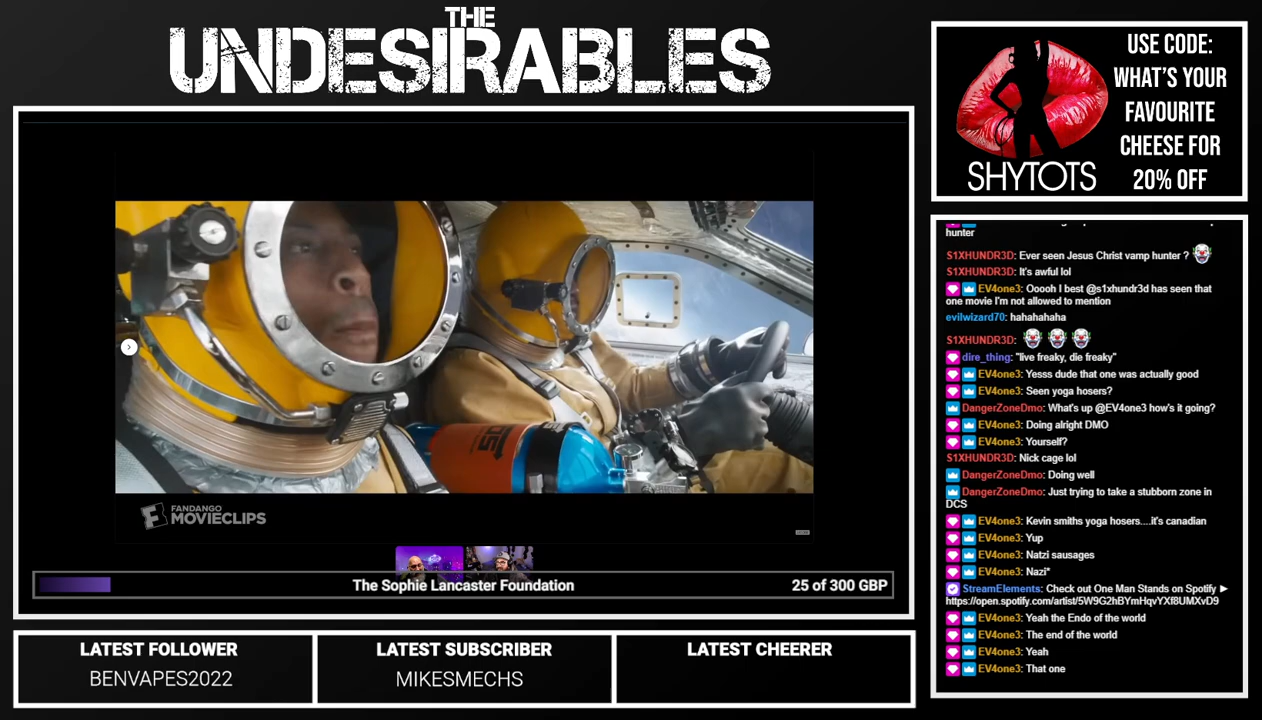 THE
UNDESIRABLES
USE CODE:
WHAT'S YOUR
FAVOURITE
CHEESE FOR
20% OFF
SHYTOTS
FANDANGO
MOVIECLIPS
The Sophie Lancaster Foundation
25 of 300 GBP
LATEST FOLLOWER
BENVAPES2022
LATEST SUBSCRIBER
MIKESMECHS
LATEST CHEERER
hunter
S1XHUNDR3D: Ever seen Jesus Christ vamp hunter ?
S1XHUNDR3D: It's awful lol
EV4one3: Ooooh I best @s1xhundr3d has seen that
one movie I'm not allowed to mention
evilwizard70: hahahahaha
S1XHUNDR3D:
dire_thing: "live freaky, die freaky"
EV4one3: Yesss dude that one was actually good
EV4one3: Seen yoga hosers?
DangerZoneDmo: What's up @EV4one3 how's it going?
EV4one3: Doing alright DMO
EV4one3: Yourself?
S1XHUNDR3D: Nick cage lol
DangerZoneDmo: Doing well
DangerZoneDmo: Just trying to take a stubborn zone in
DCS
EV4one3: Kevin smiths yoga hosers....it's canadian
EV4one3: Yup
EV4one3: Natzi sausages
EV4one3: Nazi*
StreamElements: Check out One Man Stands on Spotify ►
https://open.spotify.com/artist/5W9G2hBYmHqvYXf8UMXvD9
EV4one3: Yeah the Endo of the world
EV4one3: The end of the world
EV4one3: Yeah
EV4one3: That one